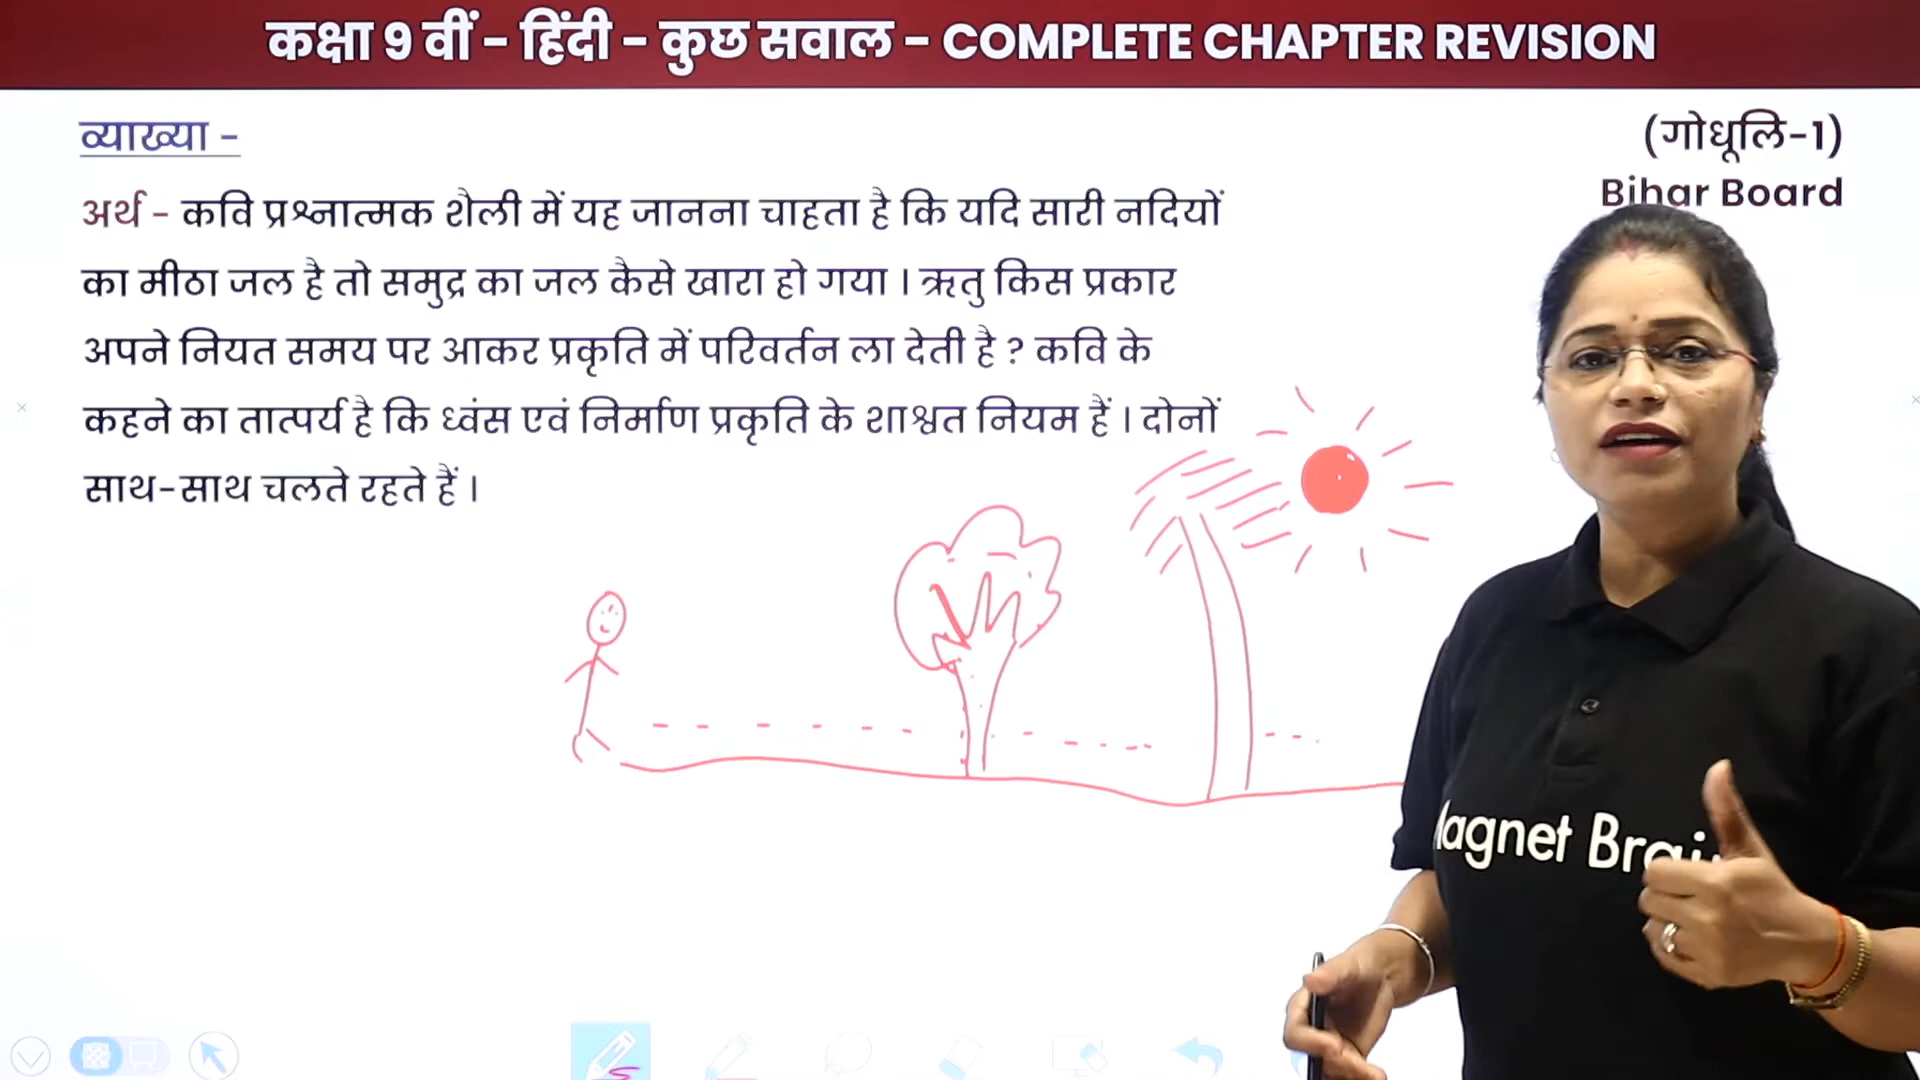 कक्षा 9 वीं - हिंदी - कुछ सवाल - COMPLETE CHAPTER REVISION
व्याख्या -
(गोधूलि-1)
Bihar Board
अर्थ - कवि प्रश्नात्मक शैली में यह जानना चाहता है कि यदि सारी नदियों
का मीठा जल है तो समुद्र का जल कैसे खारा हो गया । ऋतु किस प्रकार
अपने नियत समय पर आकर प्रकृति में परिवर्तन ला देती है ? कवि के
कहने का तात्पर्य है कि ध्वंस एवं निर्माण प्रकृति के शाश्वत नियम हैं । दोनों
साथ-साथ चलते रहते हैं ।
Magnet Brai